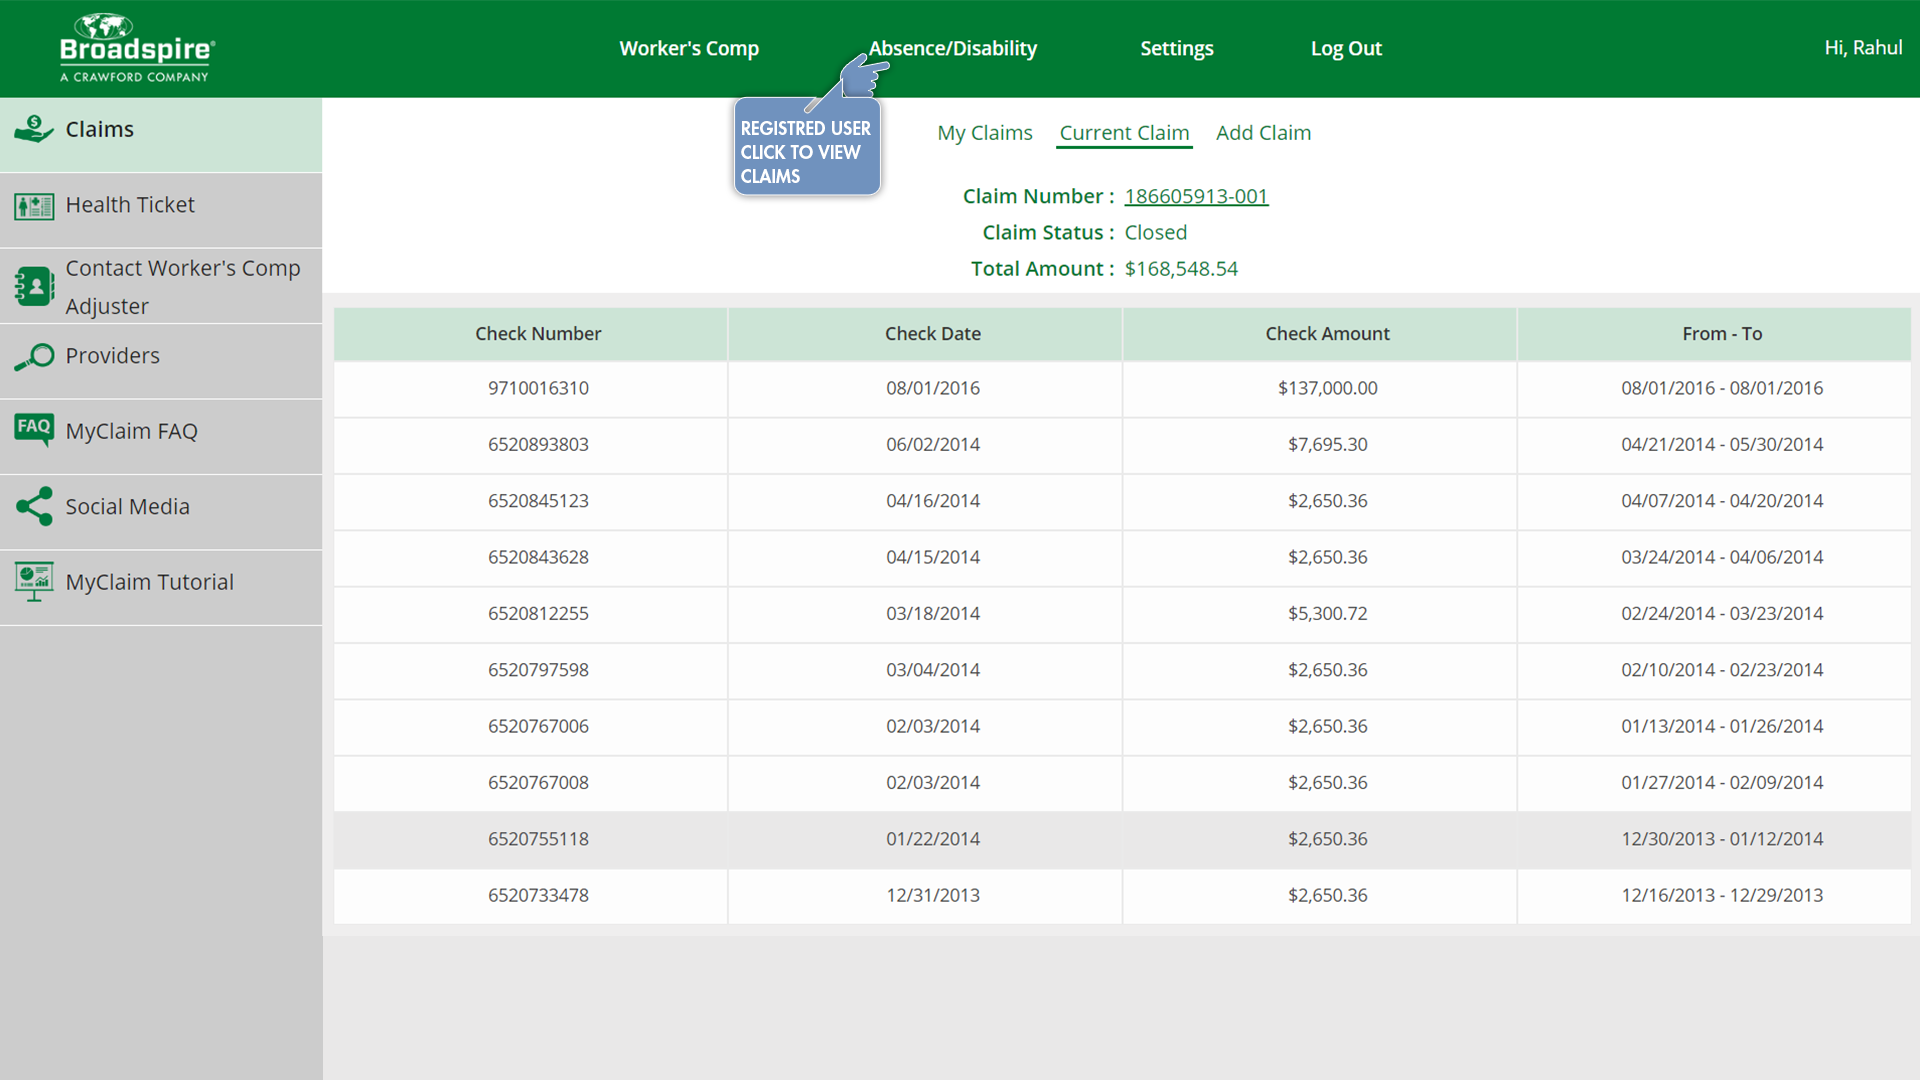 Broadspire®
A CRAWFORD COMPANY
Worker's Comp
Absence/Disability
Settings
Log Out
Hi, Rahul
REGISTRED USER
CLICK TO VIEW
CLAIMS
Claims
Health Ticket
Contact Worker's Comp
Adjuster
Providers
FAQ
MyClaim FAQ
Social Media
MyClaim Tutorial
My Claims Current Claim Add Claim
Claim Number : 186605913-001
Claim Status : Closed
Total Amount : $168,548.54
Check Number Check Date Check Amount From - To
9710016310 08/01/2016 $137,000.00 08/01/2016 - 08/01/2016
6520893803 06/02/2014 $7,695.30 04/21/2014 - 05/30/2014
6520845123 04/16/2014 $2,650.36 04/07/2014 - 04/20/2014
6520843628 04/15/2014 $2,650.36 03/24/2014 - 04/06/2014
6520812255 03/18/2014 $5,300.72 02/24/2014 - 03/23/2014
6520797598 03/04/2014 $2,650.36 02/10/2014 - 02/23/2014
6520767006 02/03/2014 $2,650.36 01/13/2014 - 01/26/2014
6520767008 02/03/2014 $2,650.36 01/27/2014 - 02/09/2014
6520755118 01/22/2014 $2,650.36 12/30/2013 - 01/12/2014
6520733478 12/31/2013 $2,650.36 12/16/2013 - 12/29/2013